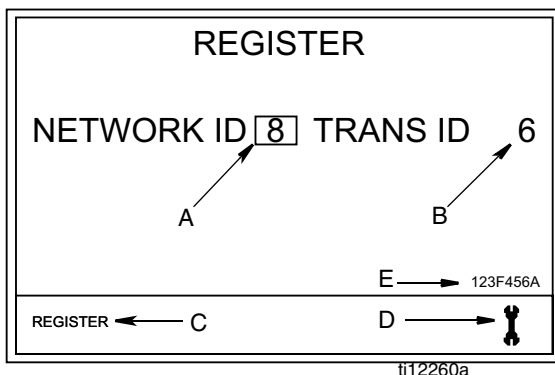 REGISTER
NETWORK ID 8 TRANS ID 6
A
B
E 123F456A
REGISTER C D
ti12260a